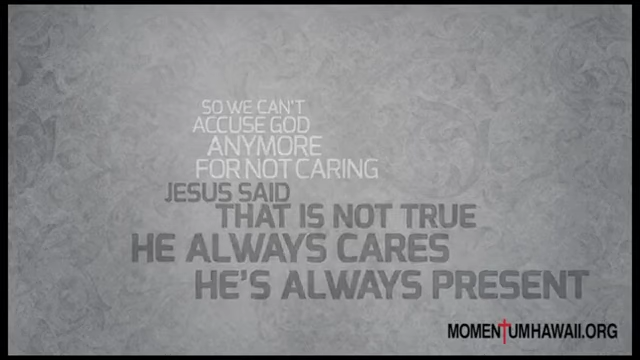 SO WE CAN'T
ACCUSE GOD
ANYMORE
FOR NOT CARING
JESUS SAID
THAT IS NOT TRUE
HE ALWAYS CARES
HE'S ALWAYS PRESENT
MOMENTUMHAWAII.ORG